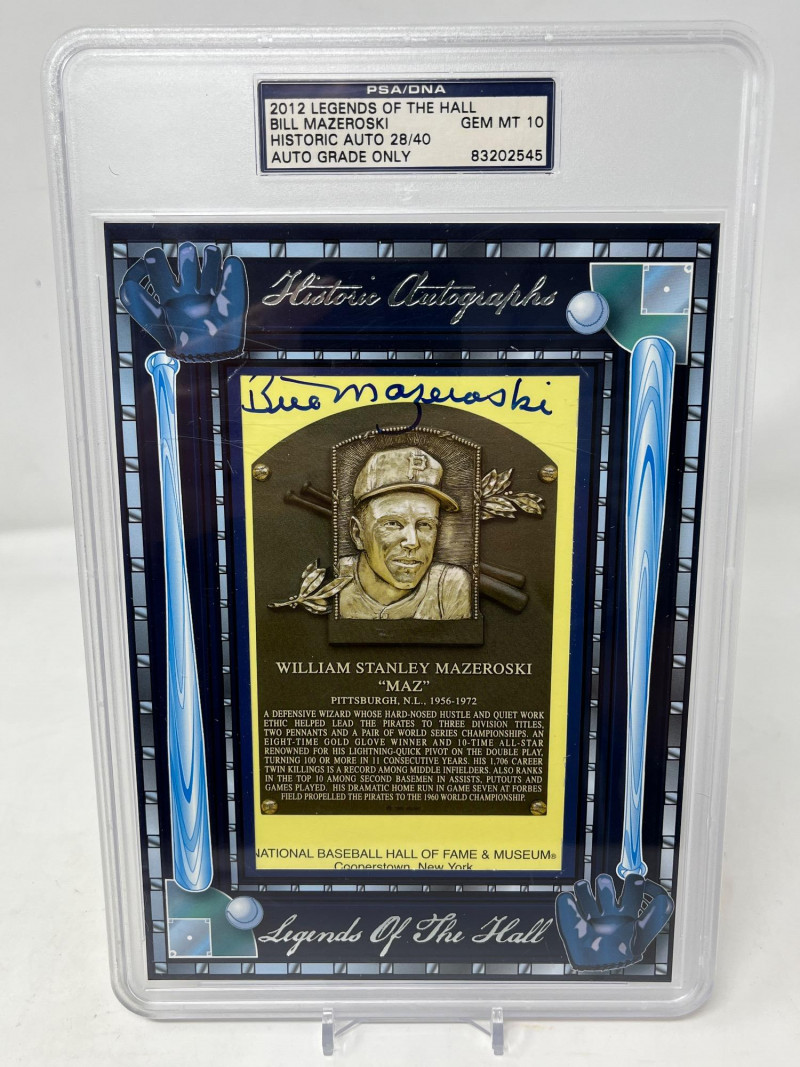 PSA/DNA
2012 LEGENDS OF THE HALL
BILL MAZEROSKI GEM MT 10
HISTORIC AUTO 28/40
AUTO GRADE ONLY 83202545
Historic Autographs
Bill Mazeroski
P
WILLIAM STANLEY MAZEROSKI
“MAZ”
PITTSBURGH, N.L., 1956-1972
A DEFENSIVE WIZARD WHOSE HARD-NOSED HUSTLE AND QUIET WORK
ETHIC HELPED LEAD THE PIRATES TO THREE DIVISION TITLES,
TWO PENNANTS AND A PAIR OF WORLD SERIES CHAMPIONSHIPS. AN
EIGHT-TIME GOLD GLOVE WINNER AND 10-TIME ALL-STAR
RENOWNED FOR HIS LIGHTNING-QUICK PIVOT ON THE DOUBLE PLAY,
TURNING 100 OR MORE IN 11 CONSECUTIVE YEARS. HIS 1,706 CAREER
TWIN KILLINGS IS A RECORD AMONG MIDDLE INFIELDERS. ALSO RANKS
IN THE TOP 10 AMONG SECOND BASEMEN IN ASSISTS, PUTOUTS AND
GAMES PLAYED. HIS DRAMATIC HOME RUN IN GAME SEVEN AT FORBES
FIELD PROPELLED THE PIRATES TO THE 1960 WORLD CHAMPIONSHIP.
NATIONAL BASEBALL HALL OF FAME & MUSEUM®
Cooperstown, New York
Legends Of The Hall